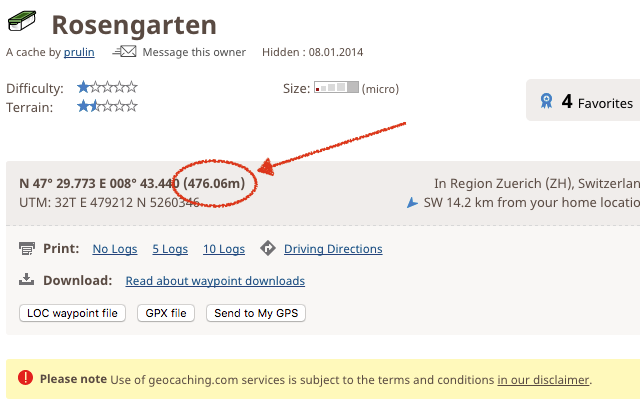 Rosengarten
A cache by prulin Message this owner Hidden : 08.01.2014
Difficulty:
Terrain:
Size: (micro)
4 Favorites
N 47° 29.773 E 008° 43.440 (476.06m)
UTM: 32T E 479212 N 5260346
In Region Zuerich (ZH), Switzerlan
SW 14.2 km from your home locatio
Print: No Logs 5 Logs 10 Logs Driving Directions
Download: Read about waypoint downloads
LOC waypoint file GPX file Send to My GPS
Please note Use of geocaching.com services is subject to the terms and conditions in our disclaimer.